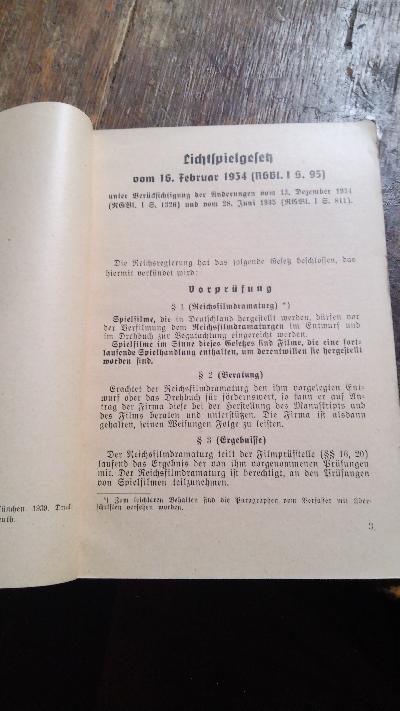 Lichtspielgesetz
vom 16. Februar 1934 (RGBl. I S. 95)
unter Berücksichtigung der Änderungen vom 13. Dezember 1934
(RGBl. I S. 1236) und vom 28. Juni 1935 (RGBl. I S. 811).
Die Reichsregierung hat das folgende Gesetz beschlossen, das
hiermit verkündet wird:
Vorprüfung
§ 1 (Reichsfilmdramaturg) *)
Spielfilme, die in Deutschland hergestellt werden, dürfen vor
der Verfilmung dem Reichsfilmdramaturgen im Entwurf und
im Drehbuch zur Begutachtung eingereicht werden.
Spielfilme im Sinne dieses Gesetzes sind Filme, die eine fort-
laufende Spielhandlung enthalten, um derentwillen sie hergestellt
worden sind.
§ 2 (Beratung)
Erachtet der Reichsfilmdramaturg den ihm vorgelegten Ent-
wurf oder das Drehbuch für fördernswert, so kann er auf An-
trag der Firma diese bei der Herstellung des Manuskripts und
des Films beraten und unterstützen. Die Firma ist alsdann
gehalten, seinen Weisungen Folge zu leisten.
§ 3 (Ergebnisse)
Der Reichsfilmdramaturg teilt der Filmprüfstelle (§§ 16, 20)
laufend das Ergebnis der von ihm vorgenommenen Prüfungen
mit. Der Reichsfilmdramaturg ist berechtigt, an den Prüfungen
von Spielfilmen teilzunehmen.
*) Zum leichteren Behalten sind die Paragraphen vom Verfasser mit Über-
schriften versehen worden.
3
München. 1939. Druck
reuth.